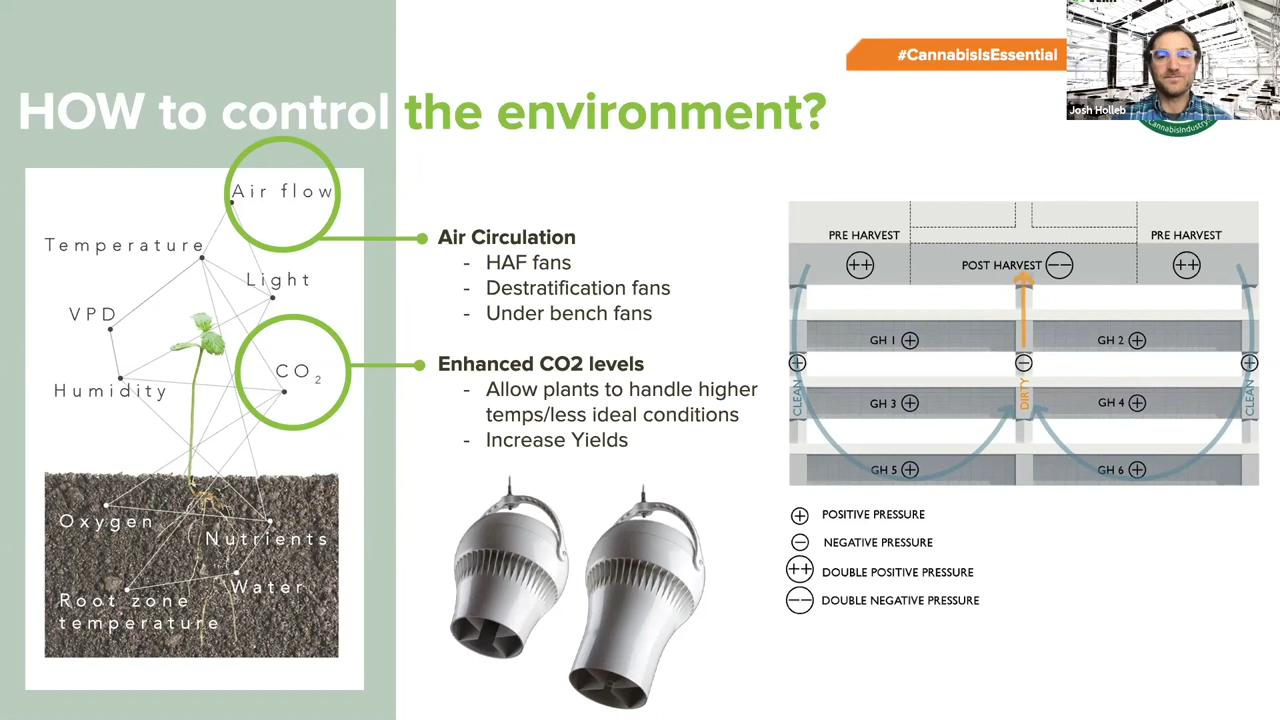 #CannabisIsEssential
Josh Holleb
CannabisIndustry
HOW to control the environment?
Air flow
Temperature
Light
VPD
CO2
Humidity
Oxygen
Nutrients
Water
Root zone
temperature
Air Circulation
- HAF fans
- Destratification fans
- Under bench fans
Enhanced CO2 levels
- Allow plants to handle higher
temps/less ideal conditions
- Increase Yields
PRE HARVEST
PRE HARVEST
++
POST HARVEST −−
++
GH 1 +
GH 2 +
+
−
+
CLEAN
DIRTY
CLEAN
GH 3 +
GH 4 +
GH 5 +
GH 6 +
+ POSITIVE PRESSURE
− NEGATIVE PRESSURE
++ DOUBLE POSITIVE PRESSURE
−− DOUBLE NEGATIVE PRESSURE